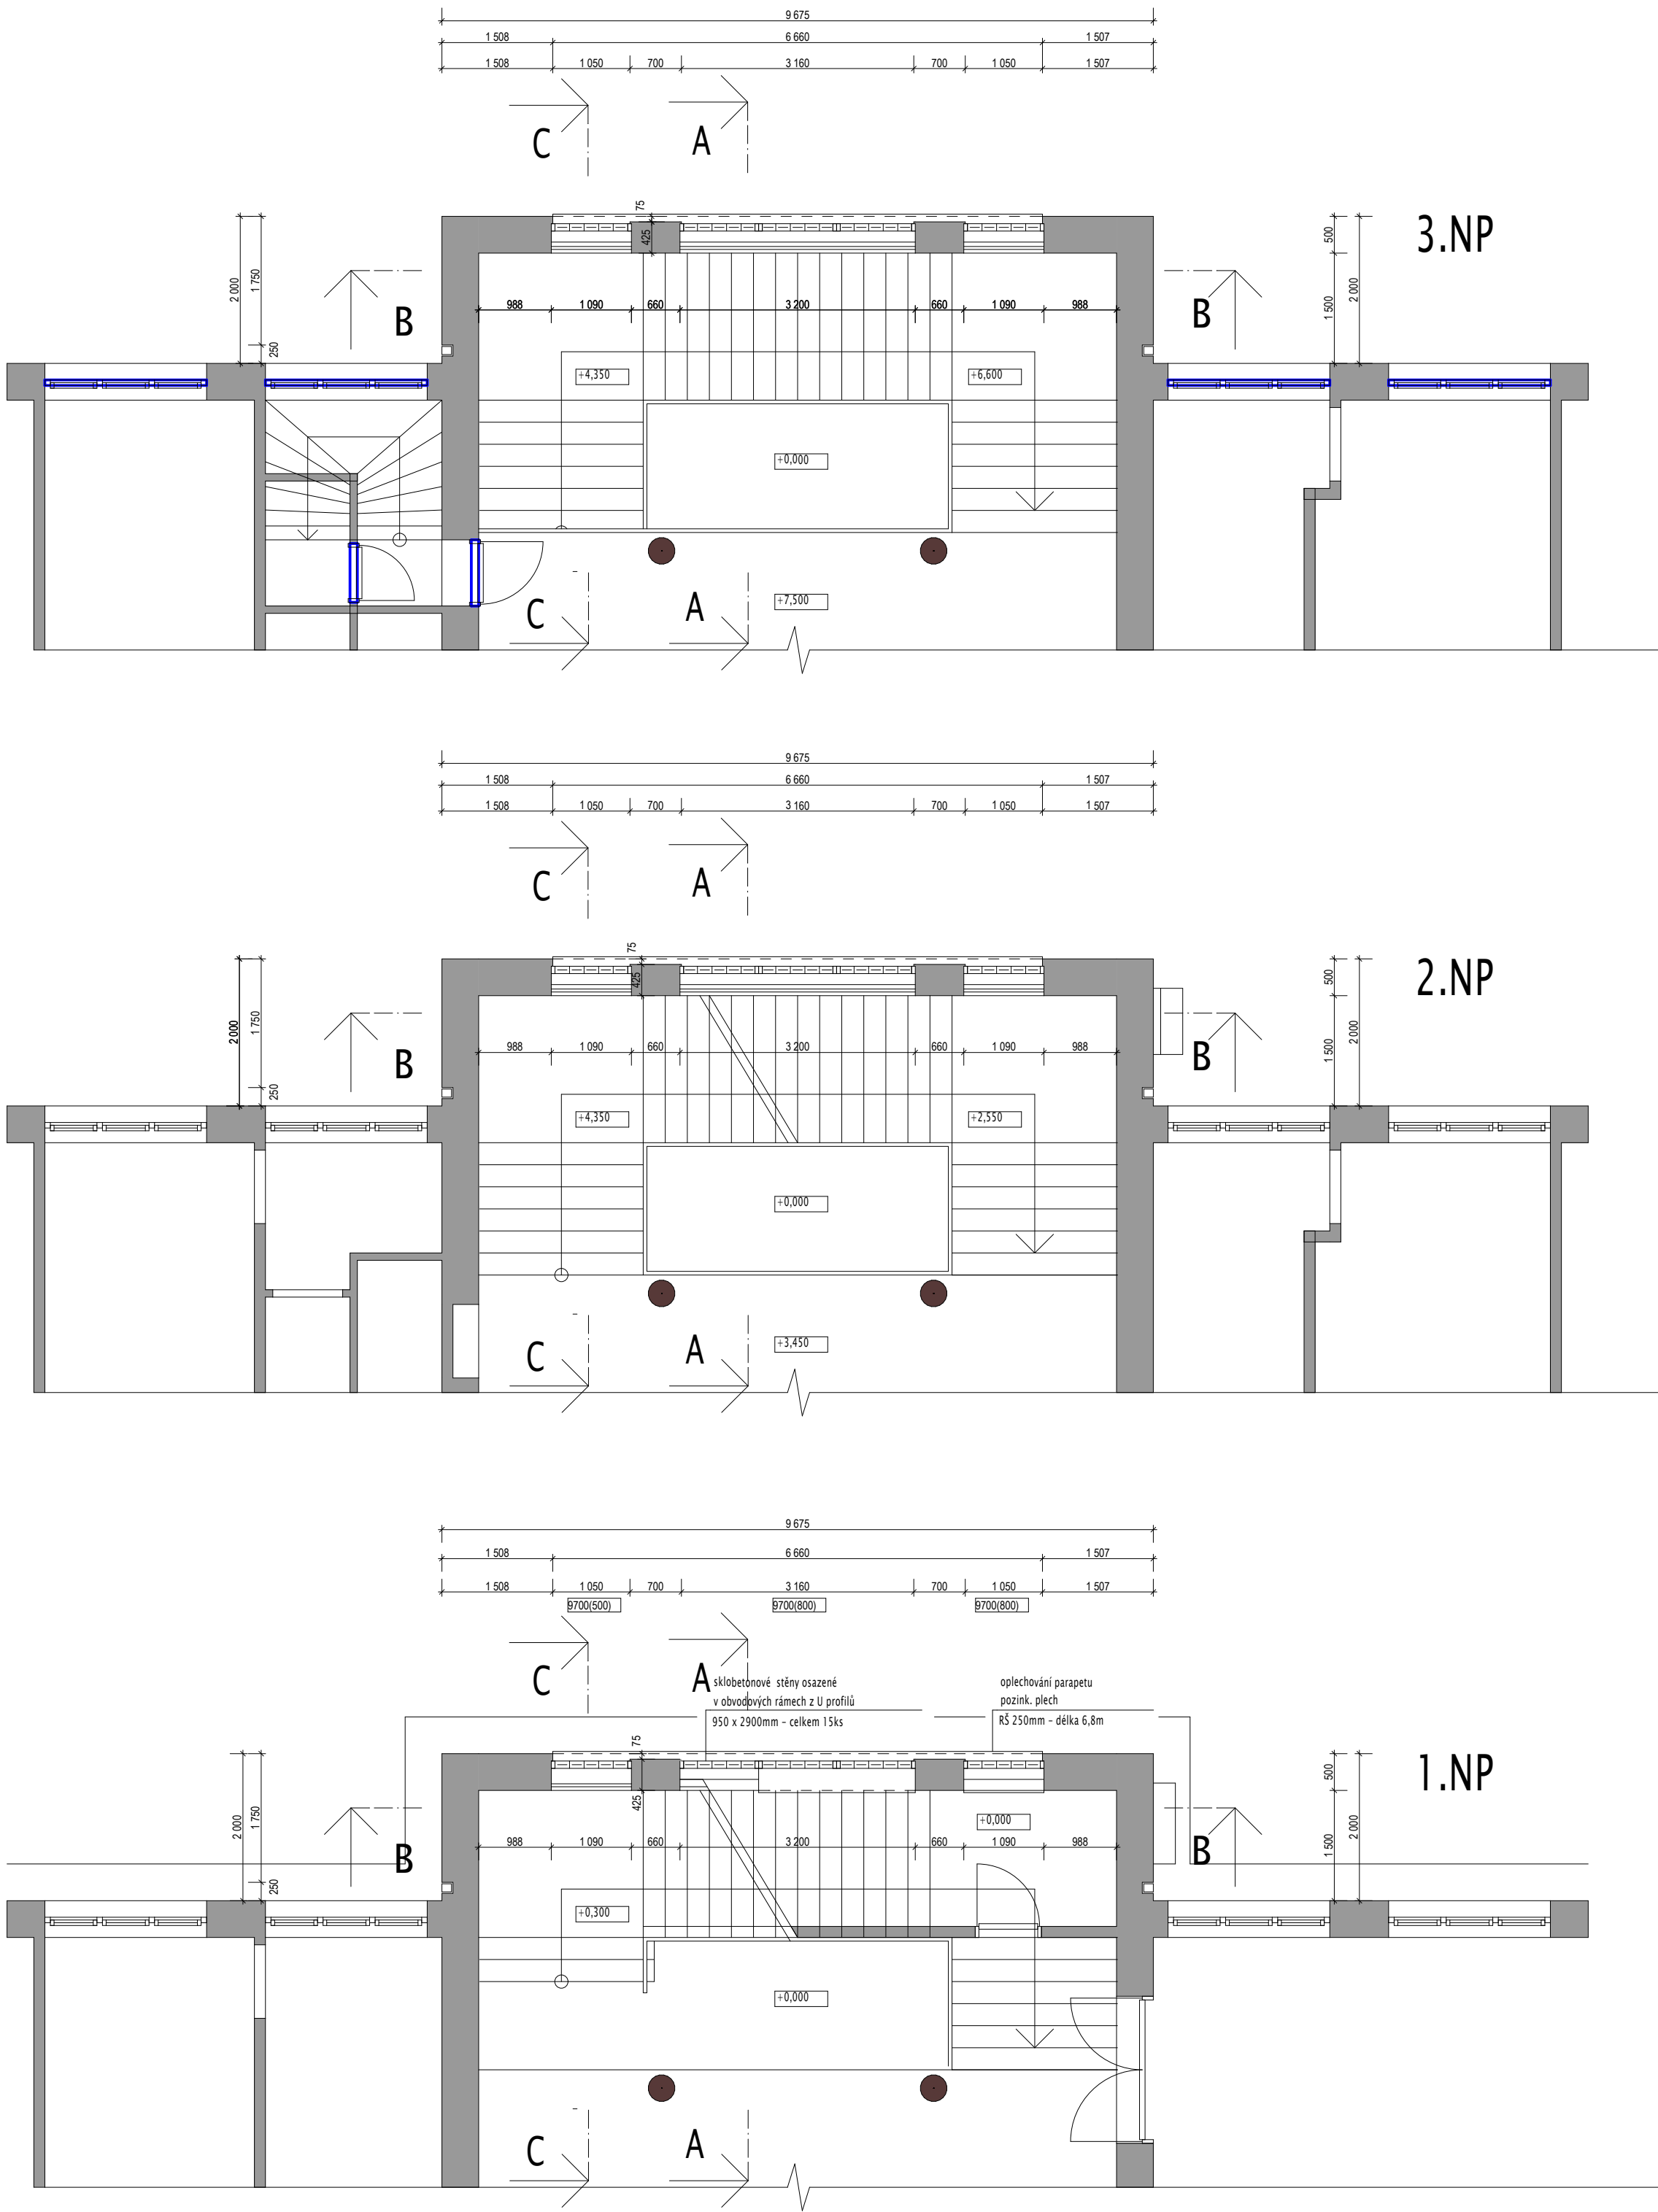 9 675
1 508 6 660 1 507
1 508 1 050 700 3 160 700 1 050 1 507
C A
3.NP
75
425
2 000
1 750
250
500
1 500
2 000
B B
988 1 090 660 3 200 660 1 090 988
+4,350 +6,600
+0,000
C A
+7,500
9 675
1 508 6 660 1 507
1 508 1 050 700 3 160 700 1 050 1 507
C A
2.NP
75
425
2 000
1 750
250
500
1 500
2 000
B B
988 1 090 660 3 200 660 1 090 988
+4,350 +2,550
+0,000
C A
+3,450
9 675
1 508 6 660 1 507
1 508 1 050 700 3 160 700 1 050 1 507
9700(500) 9700(800) 9700(800)
C A
sklobetonové stěny osazené
v obvodových rámech z U profilů
950 x 2900mm - celkem 15ks
oplechování parapetu
pozink. plech
RŠ 250mm - délka 6,8m
1.NP
75
425
2 000
1 750
250
500
1 500
2 000
+0,000
B B
988 1 090 660 3 200 660 1 090 988
+0,300
+0,000
C A